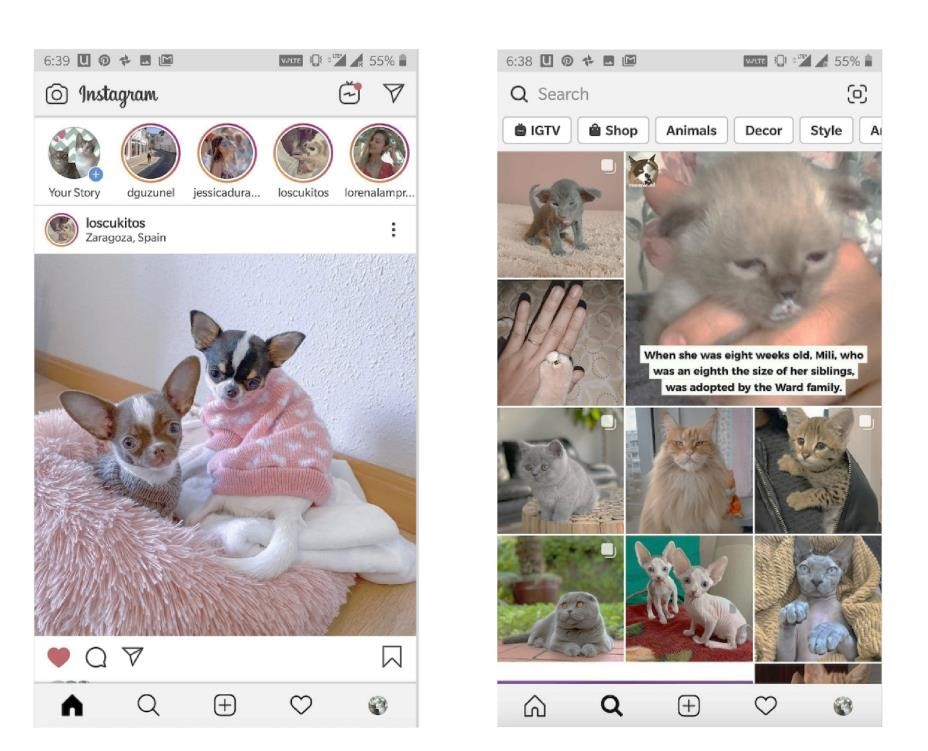 6:39 VoLTE 55%
Instagram
Your Story dguzunel jessicadura... loscukitos lorenalampr...
loscukitos
Zaragoza, Spain
6:38 VoLTE 55%
Search
IGTV Shop Animals Decor Style
When she was eight weeks old, Mili, who
was an eighth the size of her siblings,
was adopted by the Ward family.